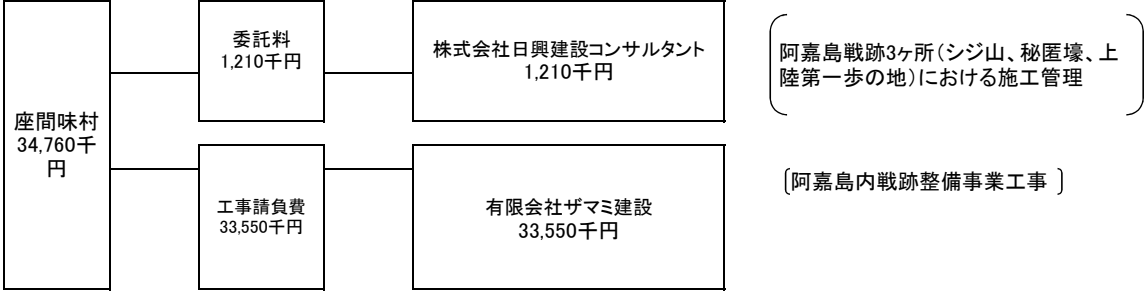 座間味村
34,760千
円
委託料
1,210千円
株式会社日興建設コンサルタント
1,210千円
阿嘉島戦跡3ヶ所(シジ山、秘匿壕、上
陸第一歩の地)における施工管理
工事請負費
33,550千円
有限会社ザマミ建設
33,550千円
〔阿嘉島内戦跡整備事業工事 〕